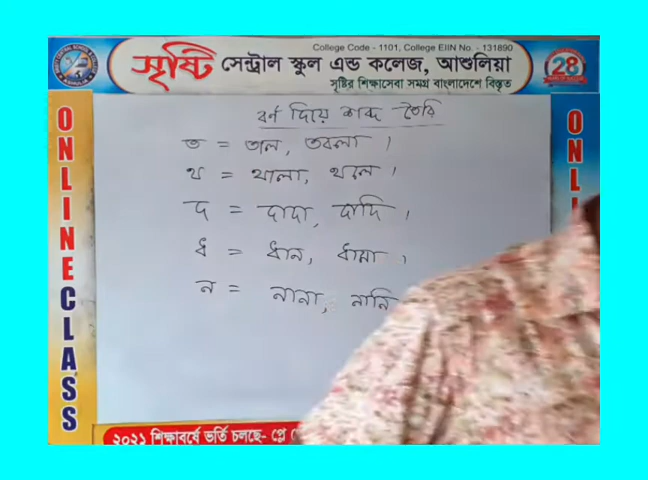 College Code - 1101, College EIIN No. - 131890
সৃষ্টি সেন্ট্রাল স্কুল এন্ড কলেজ, আশুলিয়া
সৃষ্টির শিক্ষাসেবা সমগ্র বাংলাদেশে বিস্তৃত
28
ONLINE CLASS
ONLI
বর্ণ দিয়ে শব্দ তৈরি
ত = তাল, তবলা ।
থ = থালা, থলে ।
দ = দাদা, দাদি ।
ধ = ধান, ধামা ।
ন = নানা, নানি
২০২১ শিক্ষাবর্ষে ভর্তি চলছে- প্লে